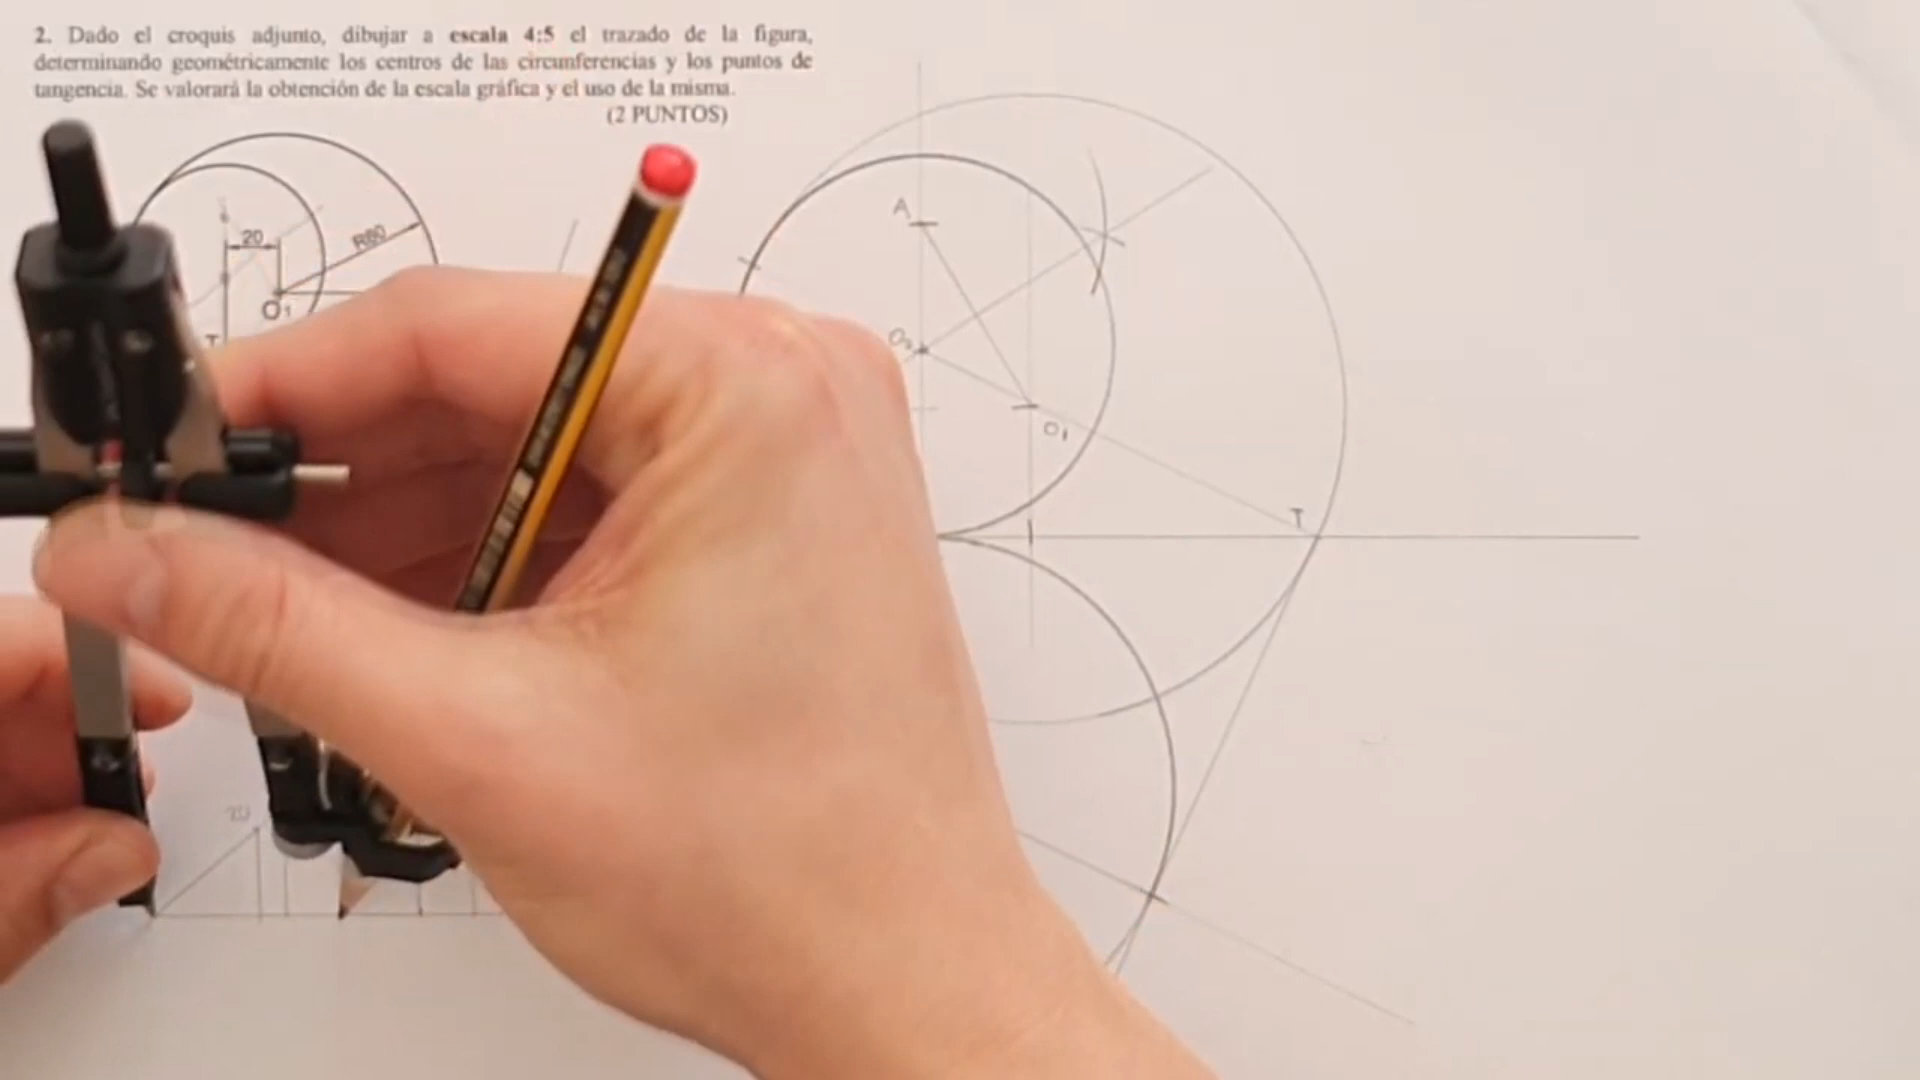 2. Dado el croquis adjunto, dibujar a escala 4:5 el trazado de la figura,
determinando geométricamente los centros de las circunferencias y los puntos de
tangencia. Se valorará la obtención de la escala gráfica y el uso de la misma.
(2 PUNTOS)
20
R80
O₁
T
A
O₂
O₁
T
20